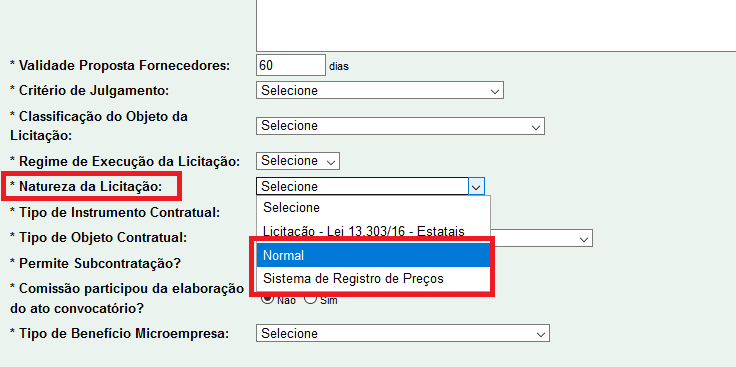 * Validade Proposta Fornecedores: 60 dias
* Critério de Julgamento: Selecione
* Classificação do Objeto da
Licitação: Selecione
* Regime de Execução da Licitação: Selecione
* Natureza da Licitação: Selecione
Selecione
* Tipo de Instrumento Contratual:
Licitação - Lei 13.303/16 - Estatais
* Tipo de Objeto Contratual:
Normal
* Permite Subcontratação?
Sistema de Registro de Preços
* Comissão participou da elaboração
do ato convocatório? Não Sim
* Tipo de Benefício Microempresa: Selecione